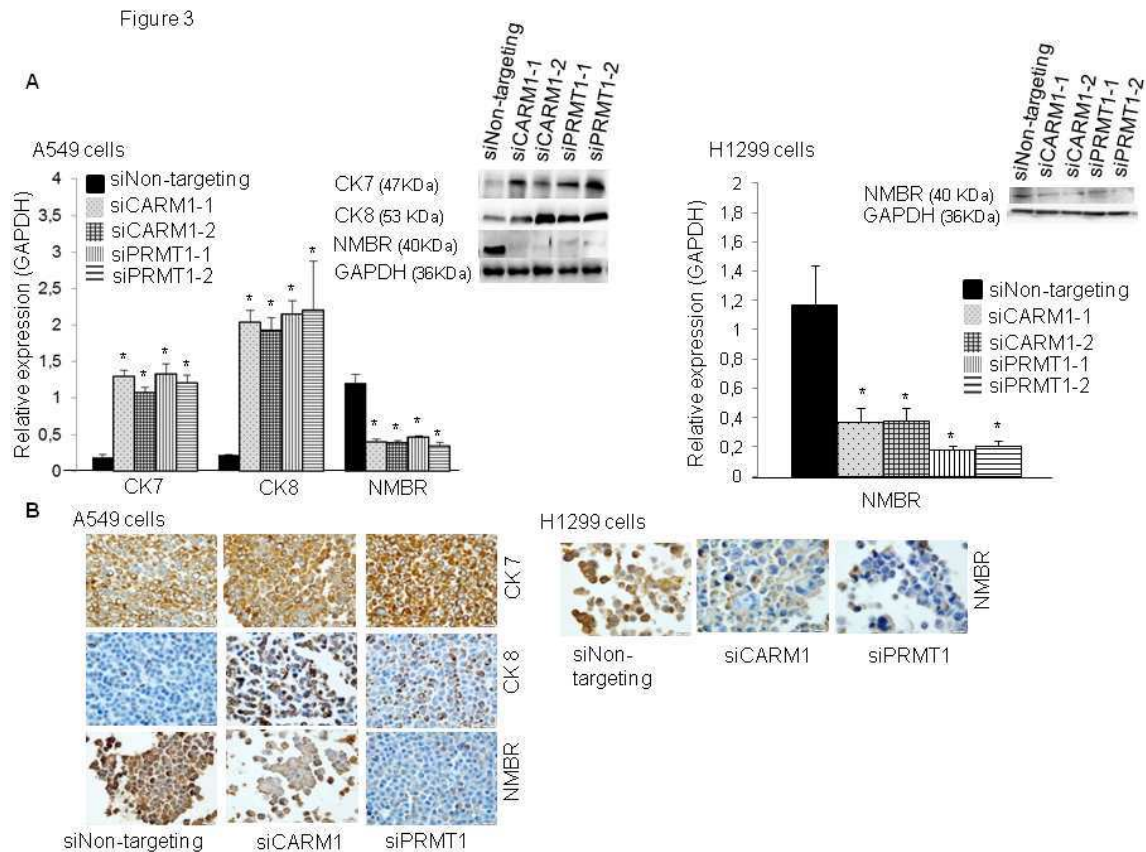 Figure 3
A
A549 cells
siNon-targeting
siCARM1-1
siCARM1-2
siPRMT1-1
siPRMT1-2
Relative expression (GAPDH)
4
3,5
3
2,5
2
1,5
1
0,5
0
* * * *
* * * *
* * * *
CK7
CK8
NMBR
siNon-targeting
siCARM1-1
siCARM1-2
siPRMT1-1
siPRMT1-2
CK7 (47KDa)
CK8 (53 KDa)
NMBR (40KDa)
GAPDH (36KDa)
H1299 cells
siNon-targeting
siCARM1-1
siCARM1-2
siPRMT1-1
siPRMT1-2
NMBR (40 KDa)
GAPDH (36KDa)
Relative expression (GAPDH)
2
1,8
1,6
1,4
1,2
1
0,8
0,6
0,4
0,2
0
siNon-targeting
siCARM1-1
siCARM1-2
siPRMT1-1
siPRMT1-2
* * * *
NMBR
B
A549 cells
CK 7
CK 8
NMBR
siNon-targeting
siCARM1
siPRMT1
H1299 cells
NMBR
siNon-
targeting
siCARM1
siPRMT1